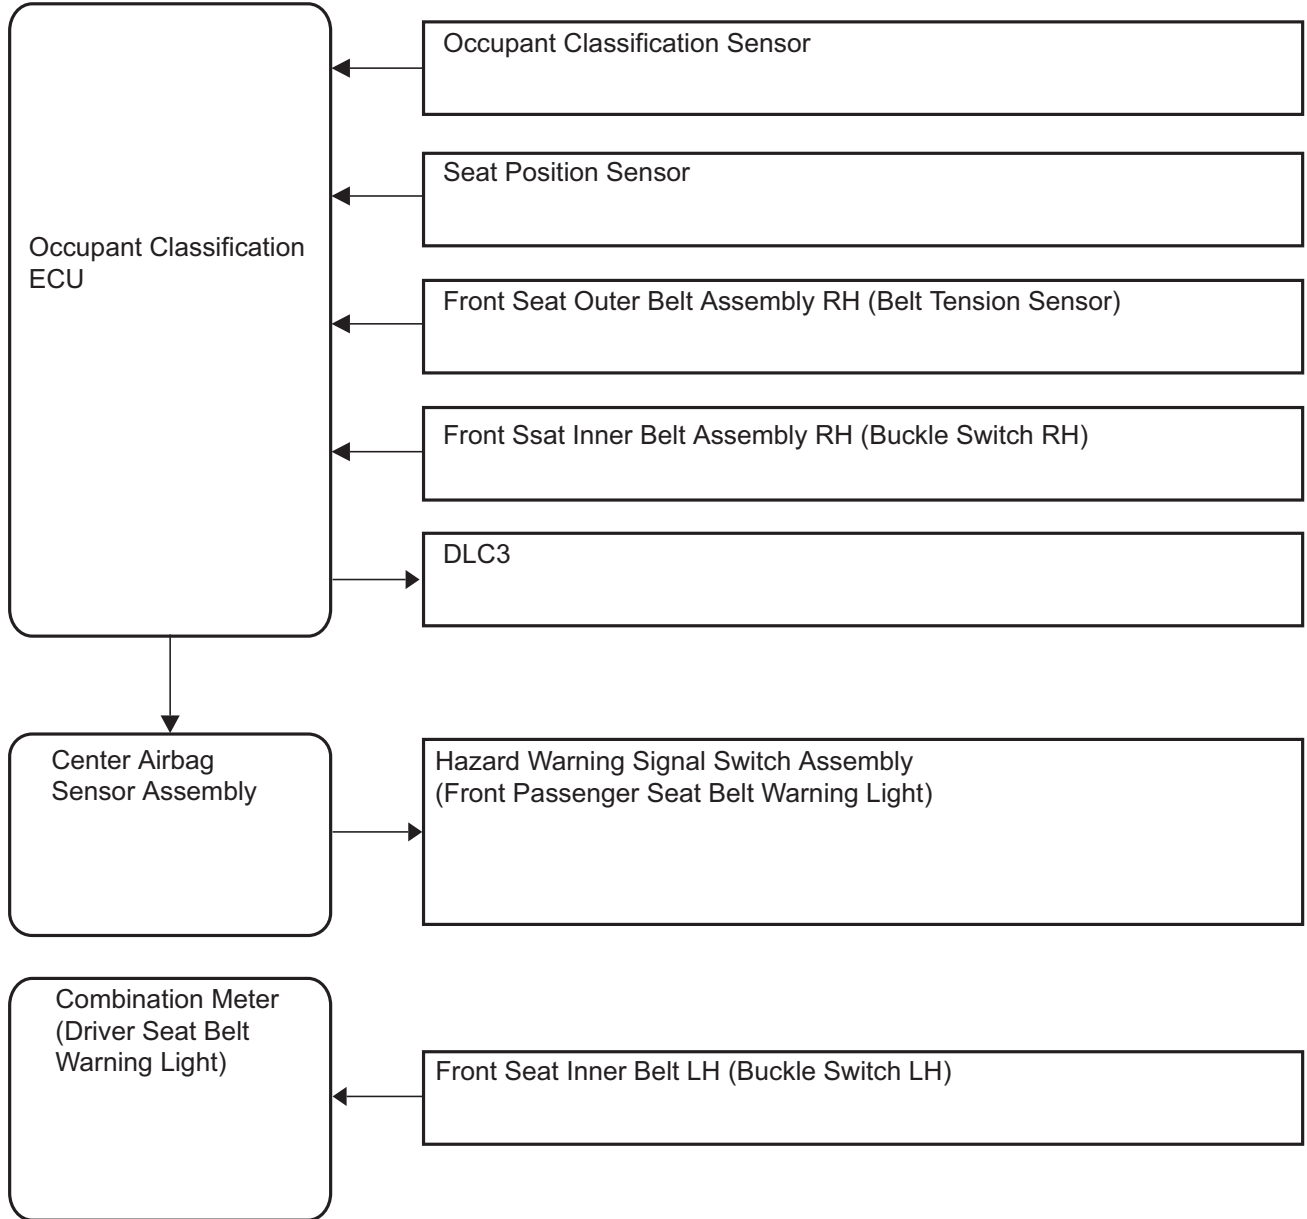 Occupant Classification Sensor
Seat Position Sensor
Occupant Classification
ECU
Front Seat Outer Belt Assembly RH (Belt Tension Sensor)
Front Ssat Inner Belt Assembly RH (Buckle Switch RH)
DLC3
Center Airbag
Sensor Assembly
Hazard Warning Signal Switch Assembly
(Front Passenger Seat Belt Warning Light)
Combination Meter
(Driver Seat Belt
Warning Light)
Front Seat Inner Belt LH (Buckle Switch LH)